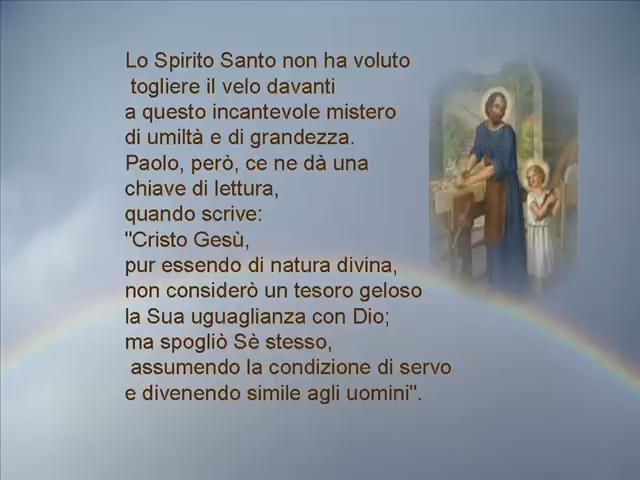 Lo Spirito Santo non ha voluto
togliere il velo davanti
a questo incantevole mistero
di umiltà e di grandezza.
Paolo, però, ce ne dà una
chiave di lettura,
quando scrive:
"Cristo Gesù,
pur essendo di natura divina,
non considerò un tesoro geloso
la Sua uguaglianza con Dio;
ma spogliò Sè stesso,
assumendo la condizione di servo
e divenendo simile agli uomini".